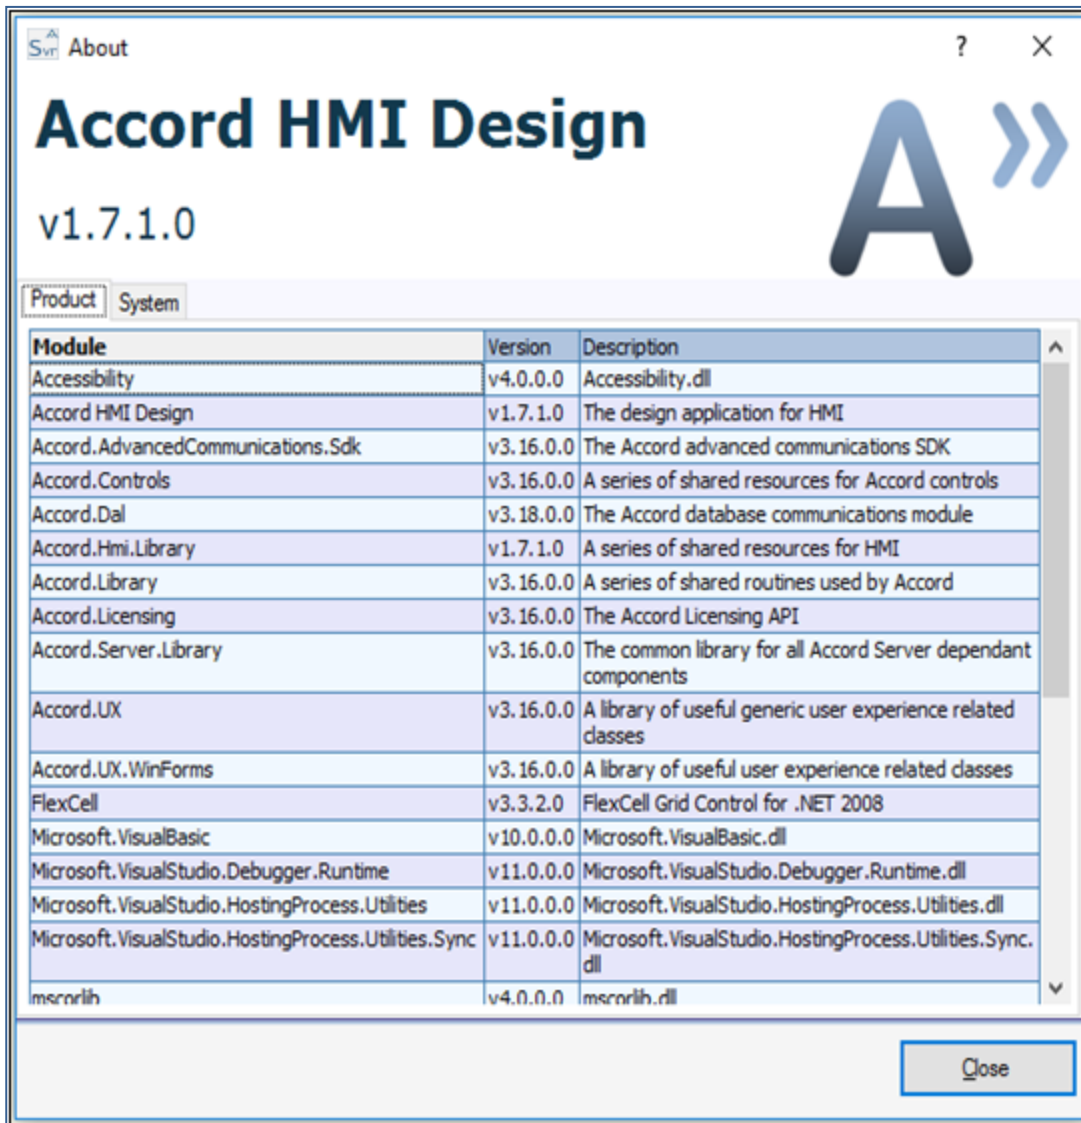 SvrA About
?
Accord HMI Design
A»
v1.7.1.0
Product System
Module Version Description
Accessibility v4.0.0.0 Accessibility.dll
Accord HMI Design v1.7.1.0 The design application for HMI
Accord.AdvancedCommunications.Sdk v3.16.0.0 The Accord advanced communications SDK
Accord.Controls v3.16.0.0 A series of shared resources for Accord controls
Accord.Dal v3.18.0.0 The Accord database communications module
Accord.Hmi.Library v1.7.1.0 A series of shared resources for HMI
Accord.Library v3.16.0.0 A series of shared routines used by Accord
Accord.Licensing v3.16.0.0 The Accord Licensing API
Accord.Server.Library v3.16.0.0 The common library for all Accord Server dependant
components
Accord.UX v3.16.0.0 A library of useful generic user experience related
classes
Accord.UX.WinForms v3.16.0.0 A library of useful user experience related classes
FlexCell v3.3.2.0 FlexCell Grid Control for .NET 2008
Microsoft.VisualBasic v10.0.0.0 Microsoft.VisualBasic.dll
Microsoft.VisualStudio.Debugger.Runtime v11.0.0.0 Microsoft.VisualStudio.Debugger.Runtime.dll
Microsoft.VisualStudio.HostingProcess.Utilities v11.0.0.0 Microsoft.VisualStudio.HostingProcess.Utilities.dll
Microsoft.VisualStudio.HostingProcess.Utilities.Sync v11.0.0.0 Microsoft.VisualStudio.HostingProcess.Utilities.Sync.
dll
mscorlib v4.0.0.0 mscorlib.dll
Close